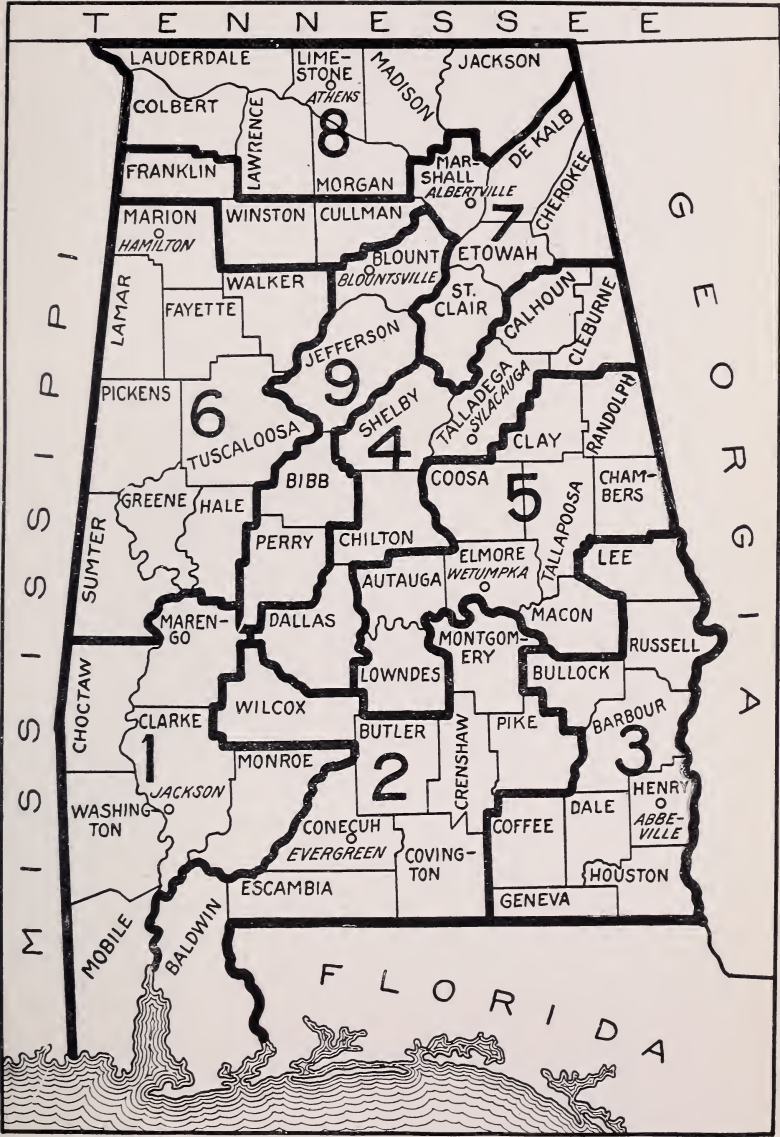 TENNESSEE
LAUDERDALE
LIME-
STONE
ATHENS
MADISON
JACKSON
COLBERT
LAWRENCE
8
DE KALB
FRANKLIN
MORGAN
MAR-
SHALL
ALBERTVILLE
CHEROKEE
MARION
HAMILTON
WINSTON
CULLMAN
7
BLOUNT
BLOUNTSVILLE
ETOWAH
GEORGIA
MISSISSIPPI
LAMAR
FAYETTE
WALKER
ST.
CLAIR
CALHOUN
CLEBURNE
JEFFERSON
9
PICKENS
6
TUSCALOOSA
SHELBY
4
TALLADEGA
SYLACAUGA
CLAY
RANDOLPH
GREENE
HALE
BIBB
COOSA
5
TALLAPOOSA
CHAM-
BERS
SUMTER
PERRY
CHILTON
ELMORE
WETUMPKA
LEE
AUTAUGA
MAREN-
GO
DALLAS
MACON
MONTGOM-
ERY
RUSSELL
CHOCTAW
LOWNDES
BULLOCK
WILCOX
CLARKE
1
BUTLER
2
CRENSHAW
PIKE
BARBOUR
3
MONROE
JACKSON
WASHING-
TON
HENRY
ABBE-
VILLE
CONECUH
EVERGREEN
COVING-
TON
COFFEE
DALE
HOUSTON
ESCAMBIA
GENEVA
MOBILE
BALDWIN
FLORIDA